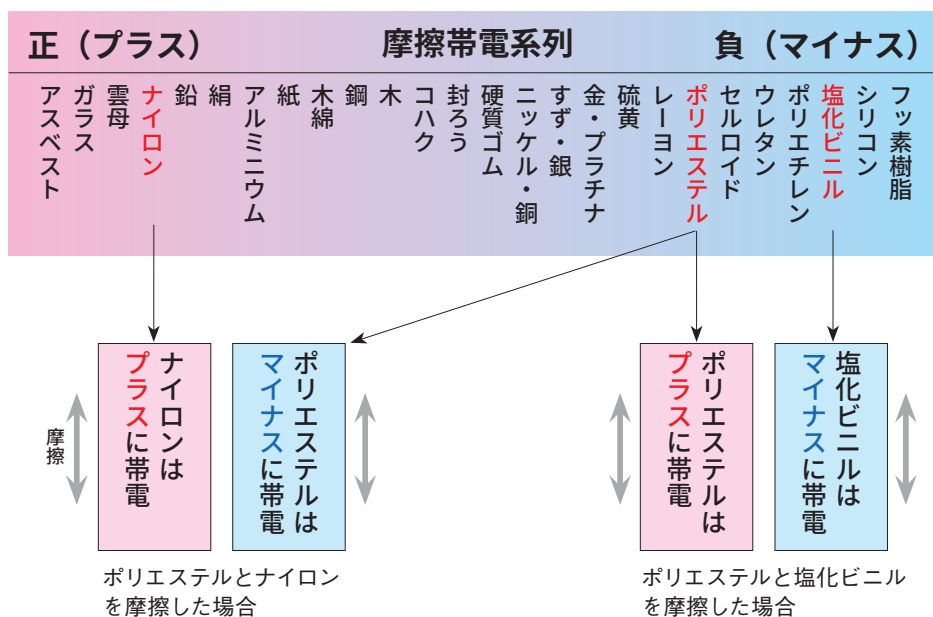 正（プラス）
摩擦帯電系列
負（マイナス）
アスベスト
ガラス
雲母
ナイロン
鉛
絹
アルミニウム
紙
木綿
鋼
木
コハク
封ろう
硬質ゴム
ニッケル・銅
すず・銀
金・プラチナ
硫黄
レーヨン
ポリエステル
セルロイド
ウレタン
ポリエチレン
塩化ビニル
シリコン
フッ素樹脂
摩擦
ナイロンは
プラスに帯電
ポリエステルは
マイナスに帯電
ポリエステルとナイロン
を摩擦した場合
ポリエステルは
プラスに帯電
塩化ビニルは
マイナスに帯電
ポリエステルと塩化ビニル
を摩擦した場合